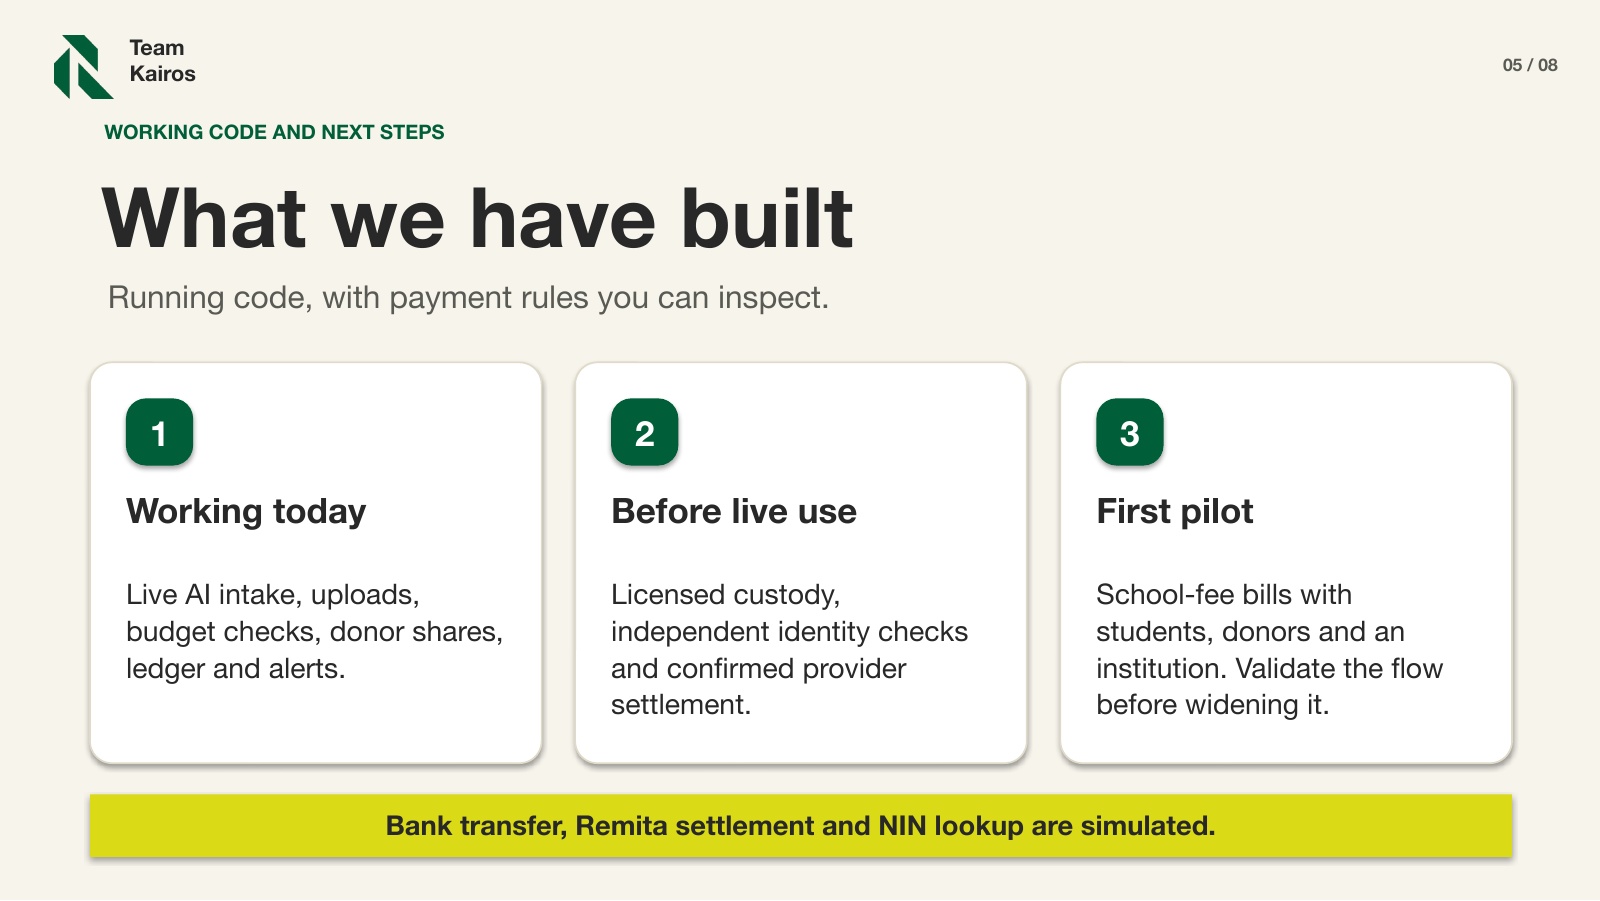 Team
Kairos
05 / 08
WORKING CODE AND NEXT STEPS
What we have built
Running code, with payment rules you can inspect.
1
Working today
Live AI intake, uploads,
budget checks, donor shares,
ledger and alerts.
2
Before live use
Licensed custody,
independent identity checks
and confirmed provider
settlement.
3
First pilot
School-fee bills with
students, donors and an
institution. Validate the flow
before widening it.
Bank transfer, Remita settlement and NIN lookup are simulated.